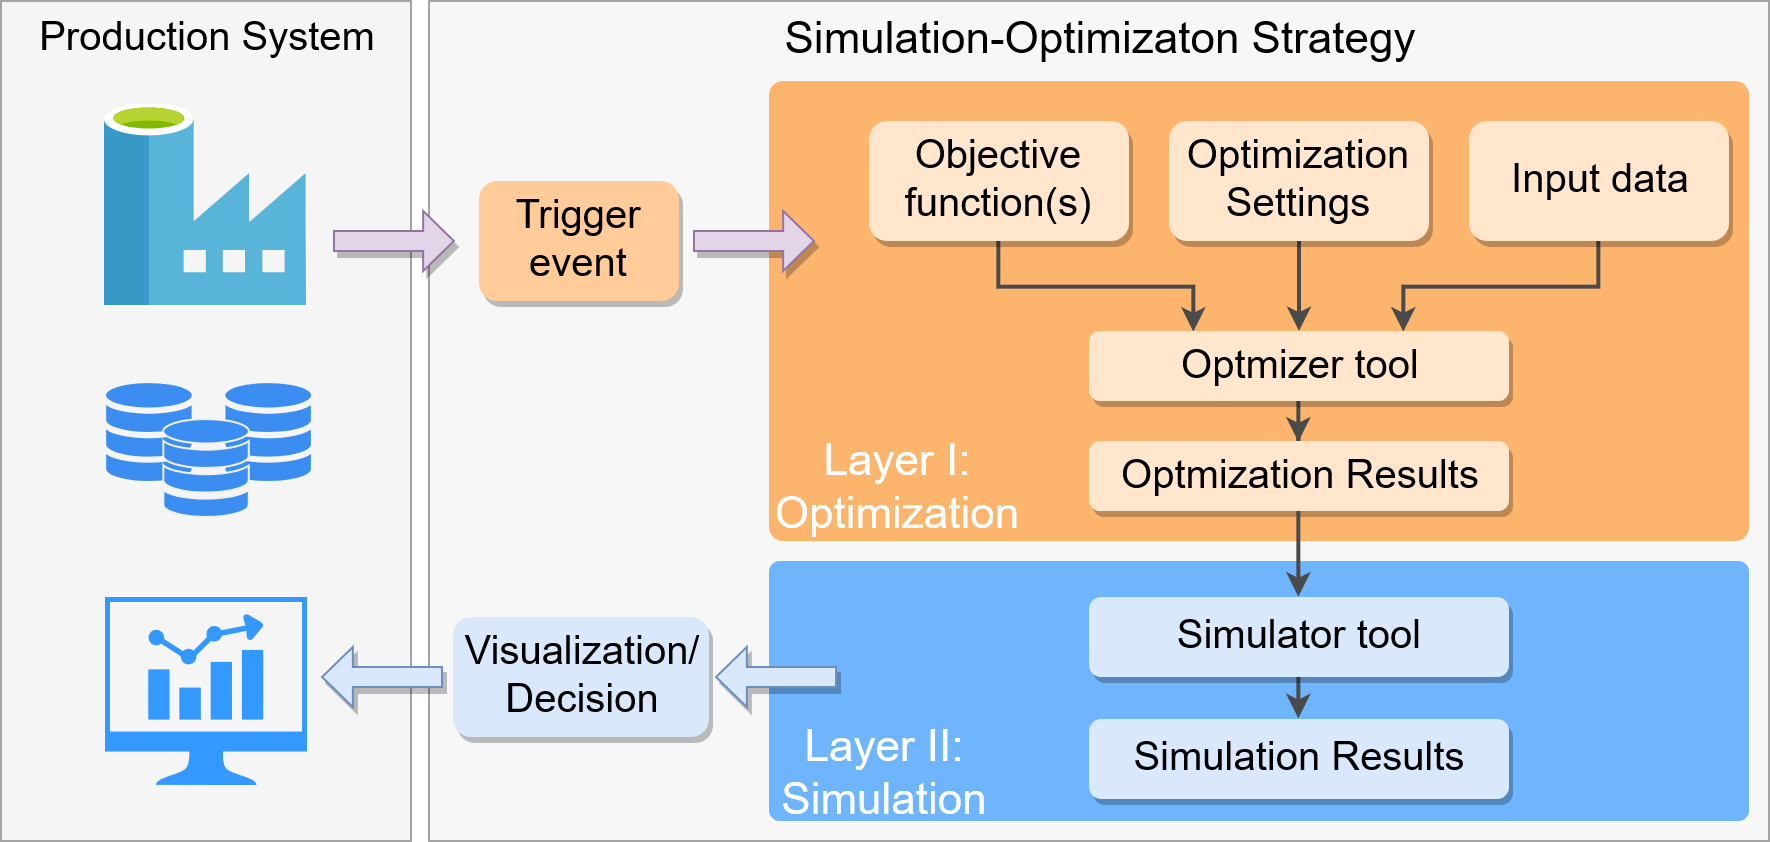 Production System
Simulation-Optimizaton Strategy
Trigger
event
Objective
function(s)
Optimization
Settings
Input data
Optmizer tool
Optmization Results
Layer I:
Optimization
Simulator tool
Simulation Results
Layer II:
Simulation
Visualization/
Decision